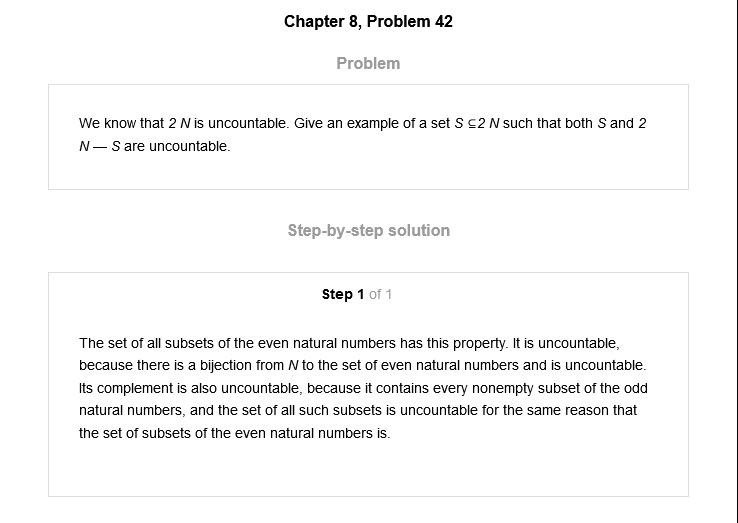 Chapter 8, Problem 42
Problem
We know that 2 N is uncountable. Give an example of a set S ⊆2 N such that both S and 2
N — S are uncountable.
Step-by-step solution
Step 1 of 1
The set of all subsets of the even natural numbers has this property. It is uncountable,
because there is a bijection from N to the set of even natural numbers and is uncountable.
Its complement is also uncountable, because it contains every nonempty subset of the odd
natural numbers, and the set of all such subsets is uncountable for the same reason that
the set of subsets of the even natural numbers is.